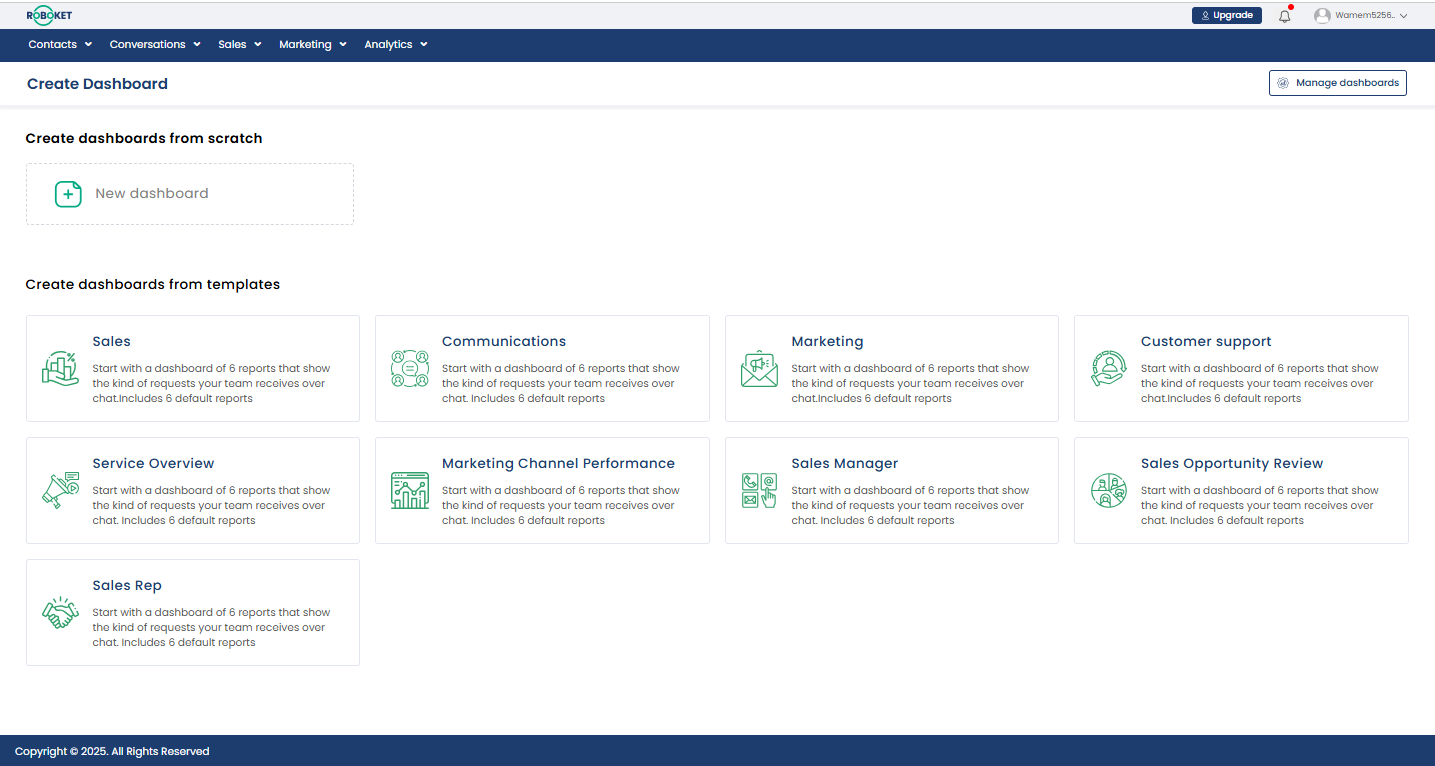 ROBOKET
Upgrade
Wamem5256..
Contacts Conversations Sales Marketing Analytics
Create Dashboard
Manage dashboards
Create dashboards from scratch
New dashboard
Create dashboards from templates
Sales
Start with a dashboard of 6 reports that show
the kind of requests your team receives over
chat.Includes 6 default reports
Communications
Start with a dashboard of 6 reports that show
the kind of requests your team receives over
chat. Includes 6 default reports
Marketing
Start with a dashboard of 6 reports that show
the kind of requests your team receives over
chat.Includes 6 default reports
Customer support
Start with a dashboard of 6 reports that show
the kind of requests your team receives over
chat.Includes 6 default reports
Service Overview
Start with a dashboard of 6 reports that show
the kind of requests your team receives over
chat. Includes 6 default reports
Marketing Channel Performance
Start with a dashboard of 6 reports that show
the kind of requests your team receives over
chat. Includes 6 default reports
Sales Manager
Start with a dashboard of 6 reports that show
the kind of requests your team receives over
chat. Includes 6 default reports
Sales Opportunity Review
Start with a dashboard of 6 reports that show
the kind of requests your team receives over
chat. Includes 6 default reports
Sales Rep
Start with a dashboard of 6 reports that show
the kind of requests your team receives over
chat. Includes 6 default reports
Copyright © 2025. All Rights Reserved